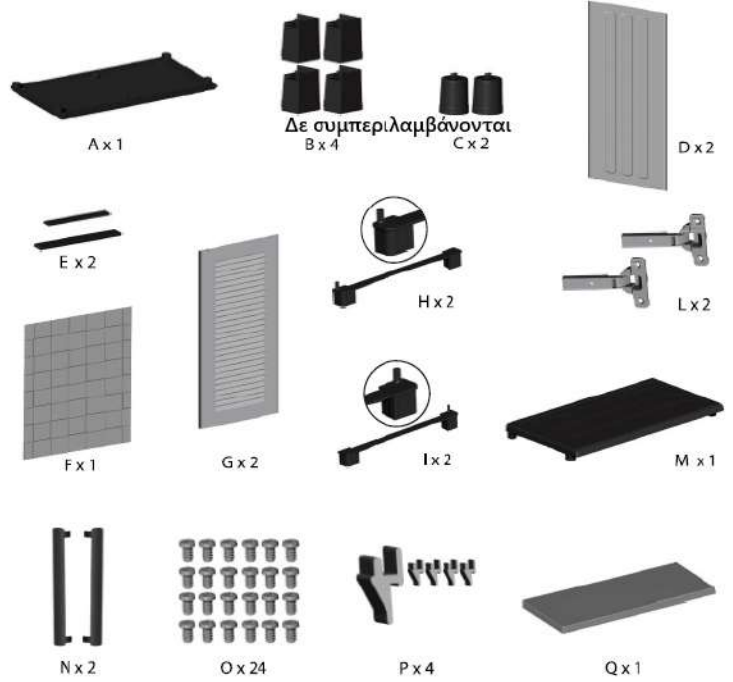 A x 1
Δε συμπεριλαμβάνονται
B x 4
C x 2
D x 2
E x 2
H x 2
L x 2
F x 1
G x 2
I x 2
M x 1
N x 2
O x 24
P x 4
Q x 1